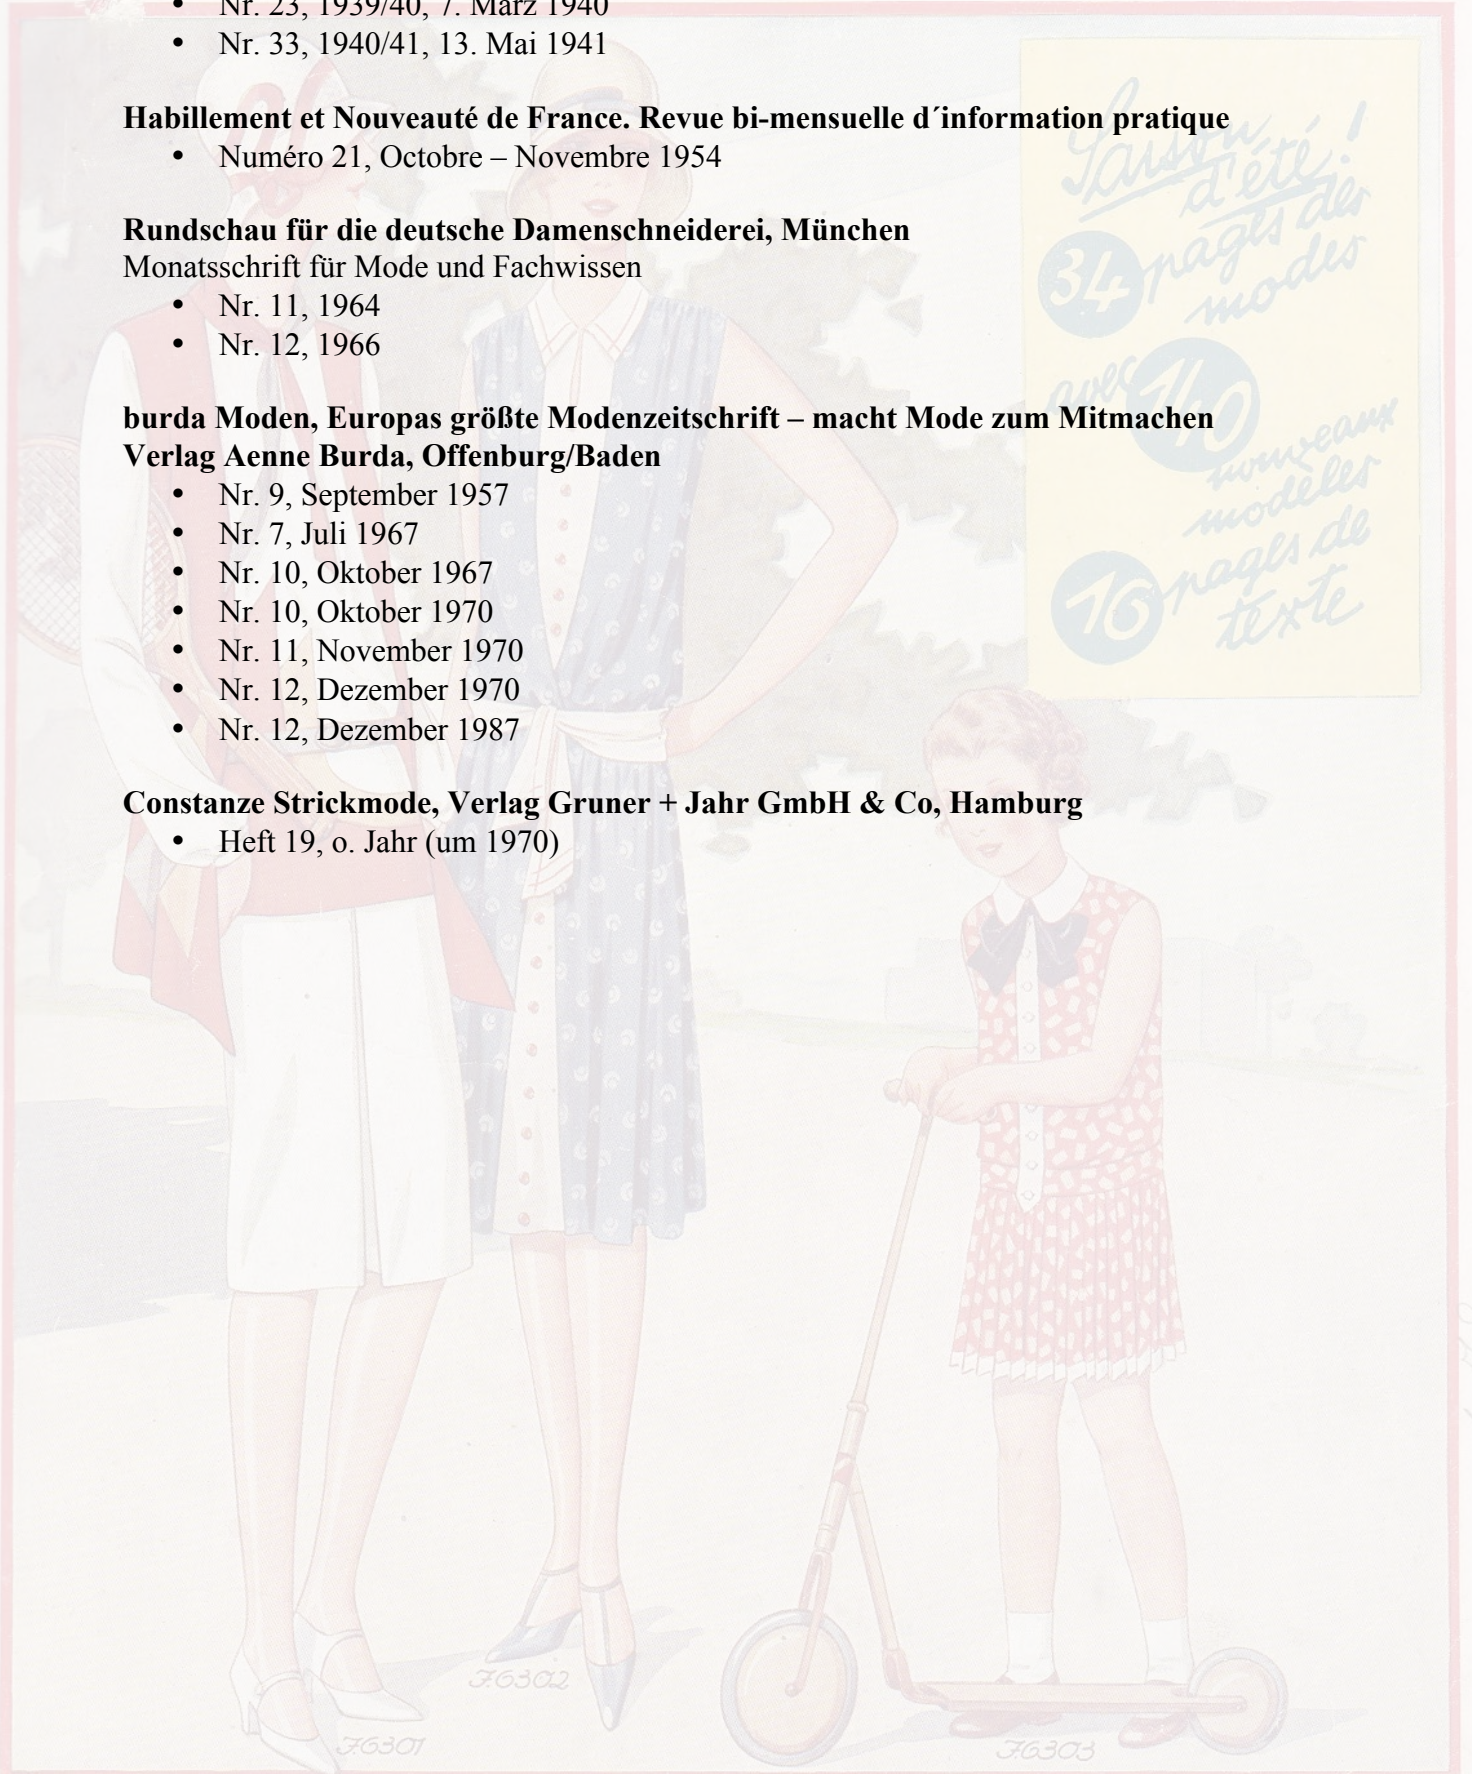 • Nr. 23, 1939/40, 7. März 1940
• Nr. 33, 1940/41, 13. Mai 1941
Habillement et Nouveauté de France. Revue bi-mensuelle d´information pratique
• Numéro 21, Octobre – Novembre 1954
Rundschau für die deutsche Damenschneiderei, München
Monatsschrift für Mode und Fachwissen
• Nr. 11, 1964
• Nr. 12, 1966
burda Moden, Europas größte Modenzeitschrift – macht Mode zum Mitmachen
Verlag Aenne Burda, Offenburg/Baden
• Nr. 9, September 1957
• Nr. 7, Juli 1967
• Nr. 10, Oktober 1967
• Nr. 10, Oktober 1970
• Nr. 11, November 1970
• Nr. 12, Dezember 1970
• Nr. 12, Dezember 1987
Constanze Strickmode, Verlag Gruner + Jahr GmbH & Co, Hamburg
• Heft 19, o. Jahr (um 1970)
Saison
d'été!
34 pages des
modes
avec 140
nouveaux
modèles
16 pages de
texte
J6302
J6301
J6303